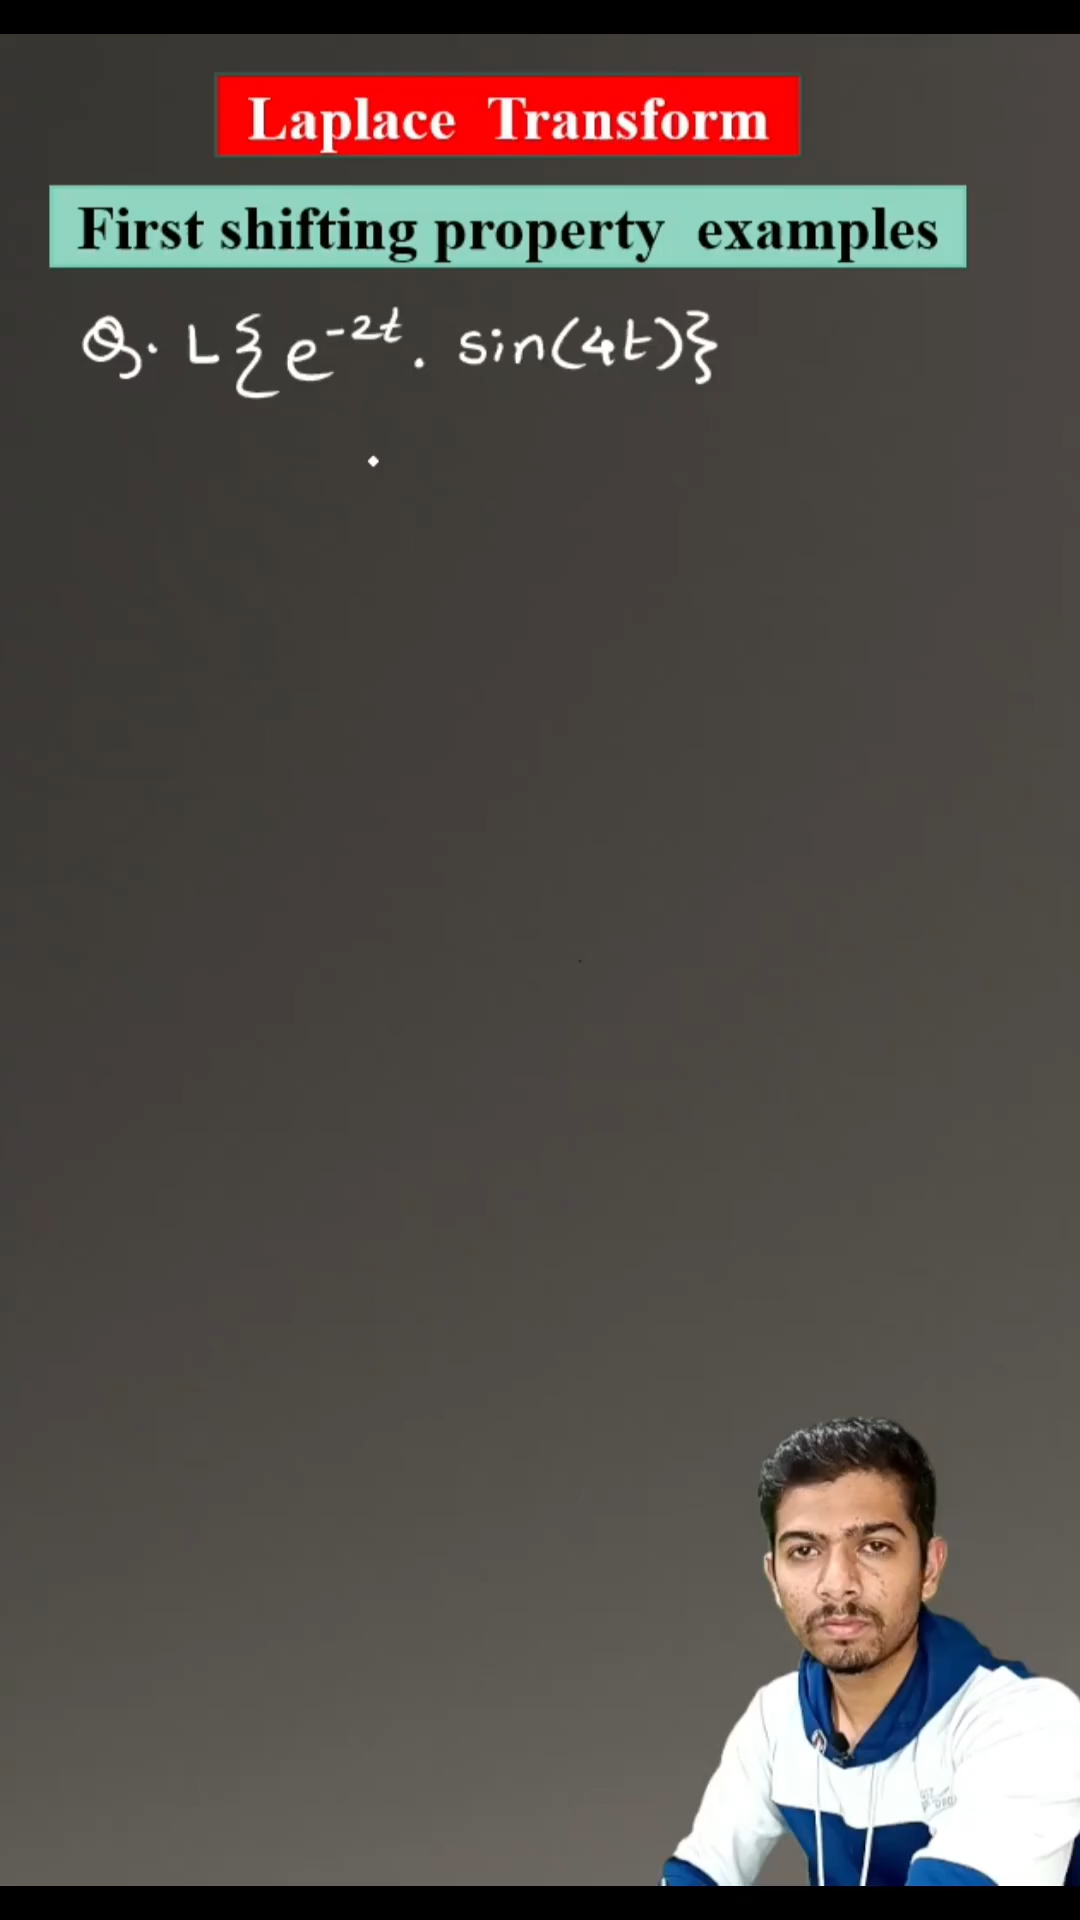 Laplace Transform
First shifting property examples
Q. L{e^{-2t} . sin(4t)}